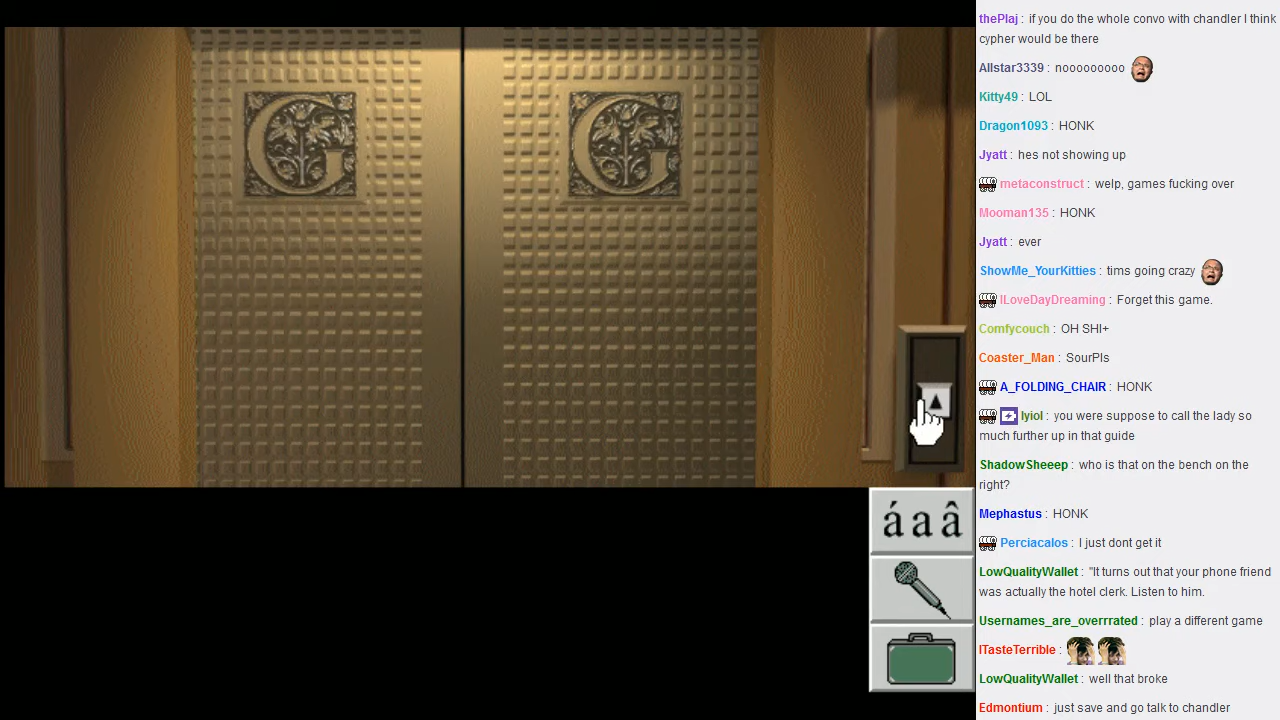 G G
á a â
thePlaj : if you do the whole convo with chandler I think
cypher would be there
Allstar3339 : nooooooooo
Kitty49 : LOL
Dragon1093 : HONK
Jyatt : hes not showing up
metaconstruct : welp, games fucking over
Mooman135 : HONK
Jyatt : ever
ShowMe_YourKitties : tims going crazy
ILoveDayDreaming : Forget this game.
Comfycouch : OH SHI+
Coaster_Man : SourPls
A_FOLDING_CHAIR : HONK
lyiol : you were suppose to call the lady so
much further up in that guide
ShadowSheeep : who is that on the bench on the
right?
Mephastus : HONK
Perciacalos : I just dont get it
LowQualityWallet : "It turns out that your phone friend
was actually the hotel clerk. Listen to him.
Usernames_are_overrrated : play a different game
ITasteTerrible :
LowQualityWallet : well that broke
Edmontium : just save and go talk to chandler